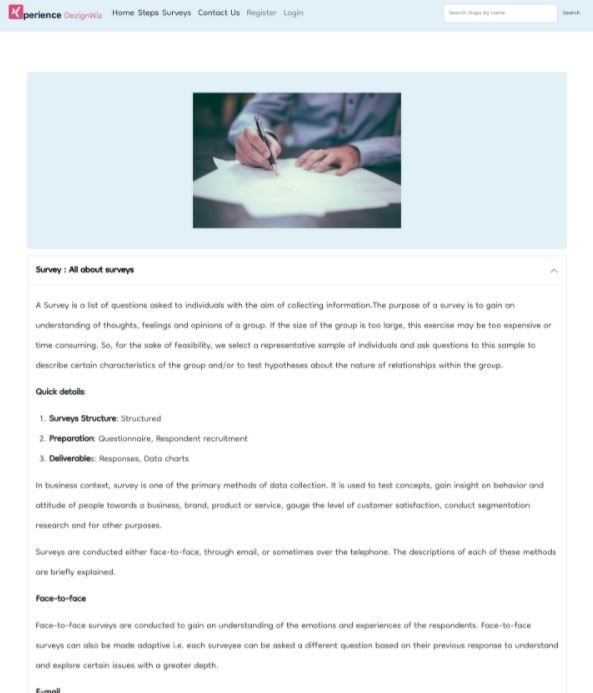 Xperience DezignWiz Home Steps Surveys Contact Us Register Login Search Steps by name Search
Survey : All about surveys
A Survey is a list of questions asked to individuals with the aim of collecting information.The purpose of a survey is to gain an
understanding of thoughts, feelings and opinions of a group. If the size of the group is too large, this exercise may be too expensive or
time consuming. So, for the sake of feasibility, we select a representative sample of individuals and ask questions to this sample to
describe certain characteristics of the group and/or to test hypotheses about the nature of relationships within the group.
Quick details:
1. Surveys Structure: Structured
2. Preparation: Questionnaire, Respondent recruitment
3. Deliverables: Responses, Data charts
In business context, survey is one of the primary methods of data collection. It is used to test concepts, gain insight on behavior and
attitude of people towards a business, brand, product or service, gauge the level of customer satisfaction, conduct segmentation
research and for other purposes.
Surveys are conducted either face-to-face, through email, or sometimes over the telephone. The descriptions of each of these methods
are briefly explained.
Face-to-face
Face-to-face surveys are conducted to gain an understanding of the emotions and experiences of the respondents. Face-to-face
surveys can also be made adaptive i.e. each surveyee can be asked a different question based on their previous response to understand
and explore certain issues with a greater depth.
E-mail